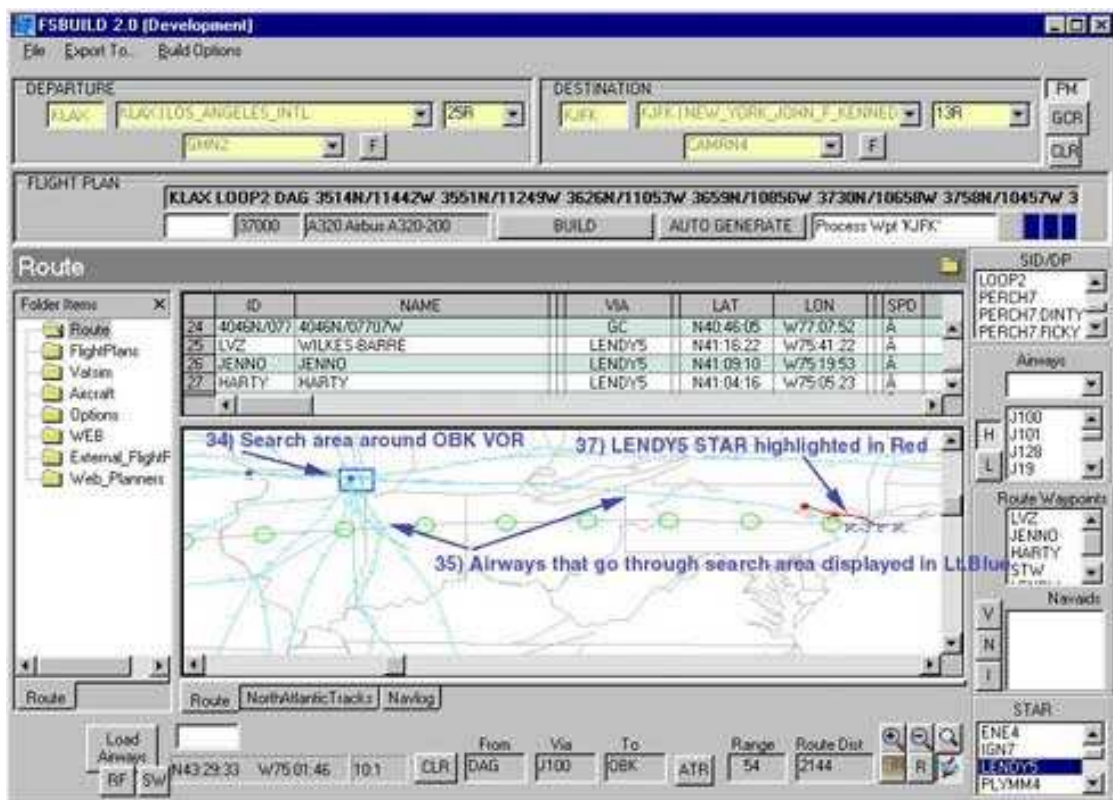 FSBUILD 2.0 (Development)
File Export To.. Build Options
DEPARTURE
KLAX KLAX LOS_ANGELES_INTL 25R
GMN2 F
DESTINATION
KJFK KJFK NEW_YORK_JOHN_F_KENNED 13R
CAMRN4 F
PM
GCR
CLR
FLIGHT PLAN
KLAX LOOP2 DAG 3514N/11442W 3551N/11249W 3626N/11053W 3659N/10856W 3730N/10658W 3758N/10457W 3
37000 A320 Airbus A320-200 BUILD AUTO GENERATE Process Wpt 'KJFK'
Route
Folder Items X
Route
FlightPlans
Vatsim
Aircraft
Options
WEB
External_FlightF
Web_Planners
Route
ID NAME VIA LAT LON SPD
24 4046N/077 4046N/07707W GC N40:46:05 W77:07:52 A
25 LVZ WILKES-BARRE LENDY5 N41:16:22 W75:41:22 A
26 JENNO JENNO LENDY5 N41:09:10 W75:19:53 A
27 HARTY HARTY LENDY5 N41:04:16 W75:05:23 A
34) Search area around OBK VOR
37) LENDY5 STAR highlighted in Red
35) Airways that go through search area displayed in Lt.Blue
Route NorthAtlanticTracks Navlog
SID/DP
LOOP2
PERCH7
PERCH7.DINTY
PERCH7.FICKY
Airways
H
L
J100
J101
J128
J19
Route Waypoints
LVZ
JENNO
HARTY
STW
Navaids
V
N
I
STAR
ENE4
IGN7
LENDY5
PLYMM4
Load Airways
RF SW
N43:29:33 W75:01:46 10:1 CLR
From Via To
DAG J100 OBK ATR
Range Route Dist
54 2144
R